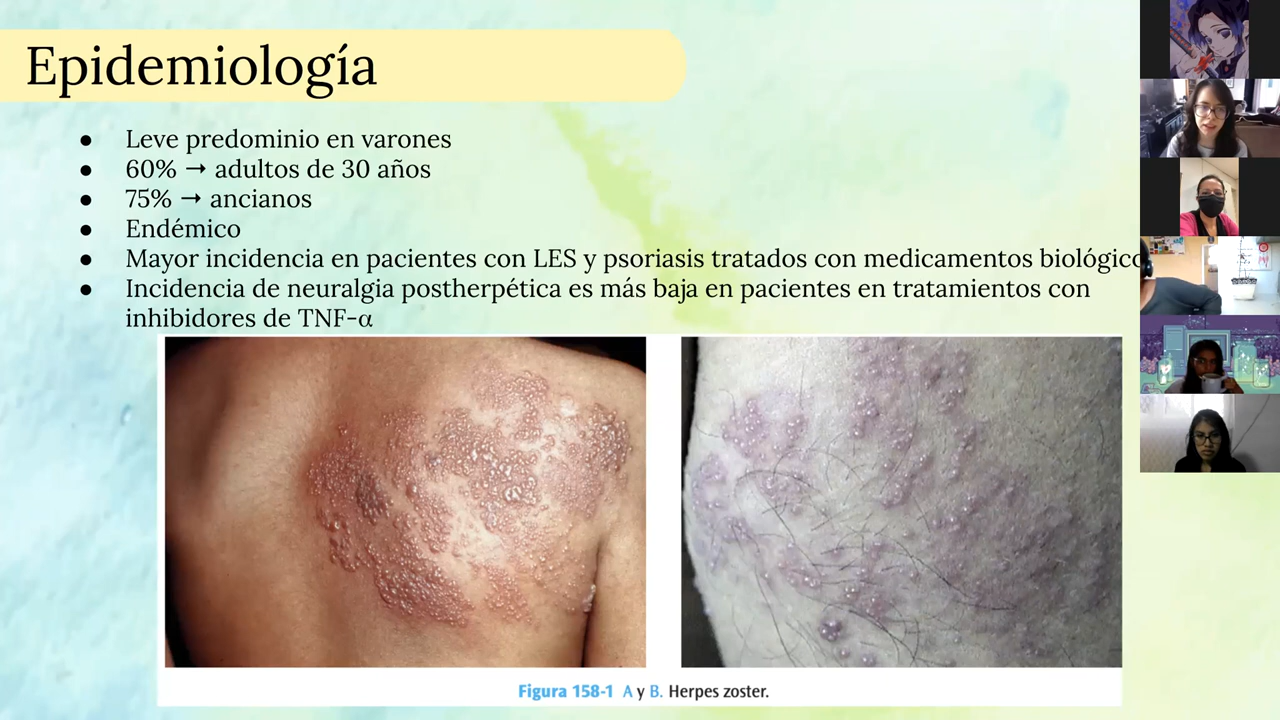 Epidemiología
● Leve predominio en varones
● 60% → adultos de 30 años
● 75% → ancianos
● Endémico
● Mayor incidencia en pacientes con LES y psoriasis tratados con medicamentos biológico
● Incidencia de neuralgia postherpética es más baja en pacientes en tratamientos con
inhibidores de TNF-α
Figura 158-1 A y B. Herpes zoster.